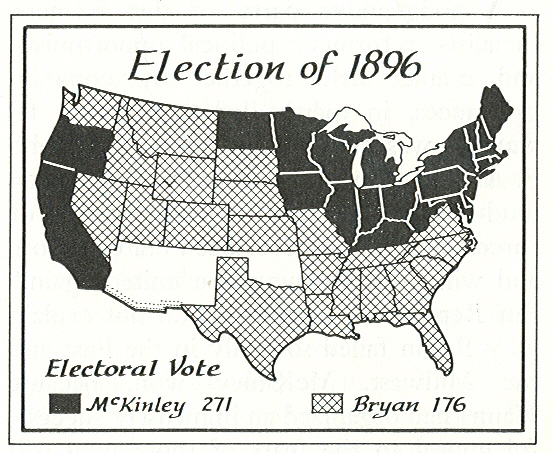 Election of 1896
Electoral Vote
McKinley 271
Bryan 176